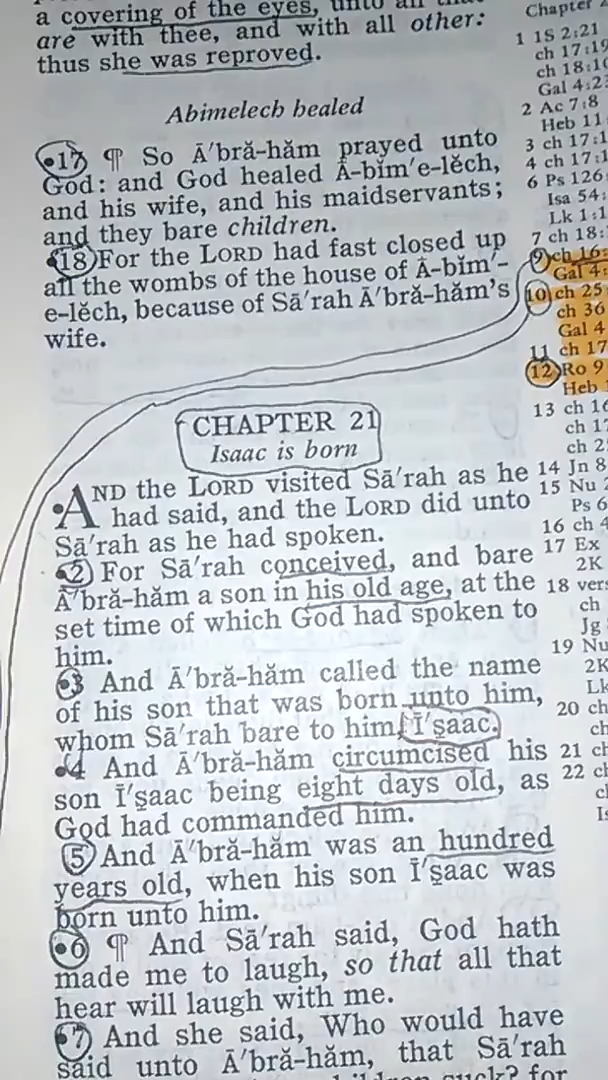 a covering of the eyes, unto all that
are with thee, and with all other:
thus she was reproved.
Abimelech healed
17 ¶ So Ā′bră-hăm prayed unto
God: and God healed Ȧ-bĭm′e-lĕch,
and his wife, and his maidservants;
and they bare children.
18 For the LORD had fast closed up
all the wombs of the house of Ȧ-bĭm′-
e-lĕch, because of Sā′rah Ā′bră-hăm's
wife.
CHAPTER 21
Isaac is born
AND the LORD visited Sā′rah as he
had said, and the LORD did unto
Sā′rah as he had spoken.
2 For Sā′rah conceived, and bare
Ā′bră-hăm a son in his old age, at the
set time of which God had spoken to
him.
3 And Ā′bră-hăm called the name
of his son that was born unto him,
whom Sā′rah bare to him, Ī′ṣaac.
4 And Ā′bră-hăm circumcised his
son Ī′ṣaac being eight days old, as
God had commanded him.
5 And Ā′bră-hăm was an hundred
years old, when his son Ī′ṣaac was
born unto him.
6 ¶ And Sā′rah said, God hath
made me to laugh, so that all that
hear will laugh with me.
7 And she said, Who would have
said unto Ā′bră-hăm, that Sā′rah
suck? for
Chapter
1 1S 2:21
ch 17:19
ch 18:10
Gal 4:2
2 Ac 7:8
Heb 11
3 ch 17:1
4 ch 17:1
6 Ps 126
Isa 54:
Lk 1:1
7 ch 18:
9 ch 16:
Gal 4:
10 ch 25
ch 36
Gal 4
11 ch 17
12 Ro 9
Heb
13 ch 16
ch 17
ch 2
14 Jn 8
15 Nu 2
Ps 6
16 ch 4
17 Ex
2K
18 vers
ch
Jg
19 Nu
2K
Lk
20 ch
ch
21 ch
22 ch